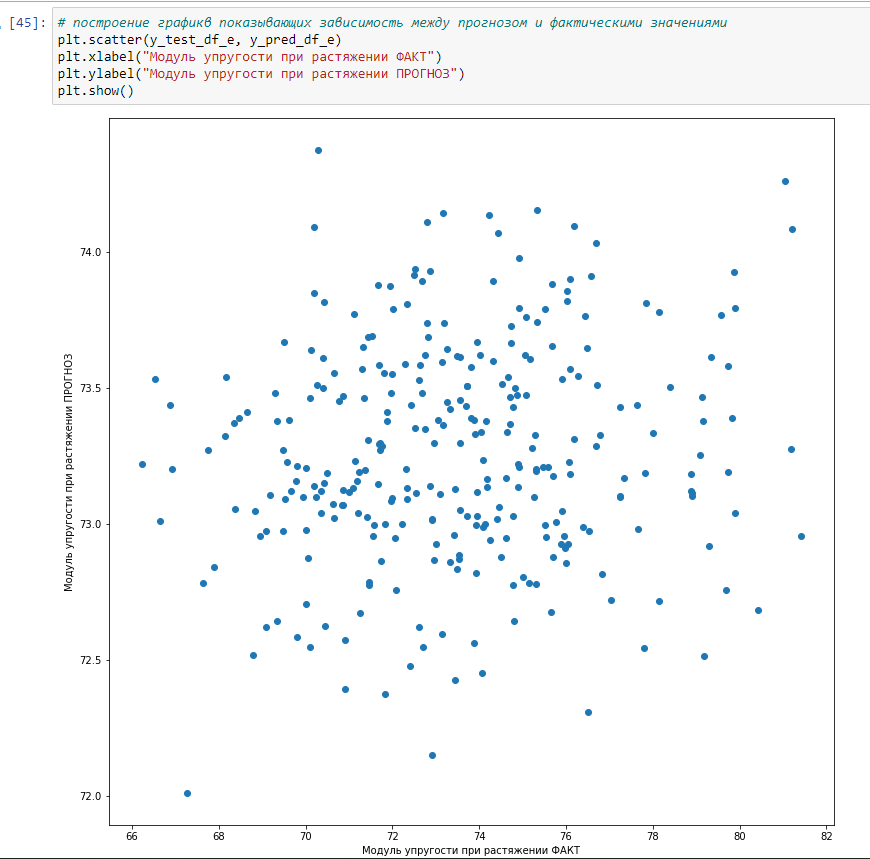 [45]: # построение графикв показывающих зависимость между прогнозом и фактическими значениями
plt.scatter(y_test_df_e, y_pred_df_e)
plt.xlabel("Модуль упругости при растяжении ФАКТ")
plt.ylabel("Модуль упругости при растяжении ПРОГНОЗ")
plt.show()
74.0
73.5
73.0
72.5
72.0
Модуль упругости при растяжении ПРОГНОЗ
66 68 70 72 74 76 78 80 82
Модуль упругости при растяжении ФАКТ